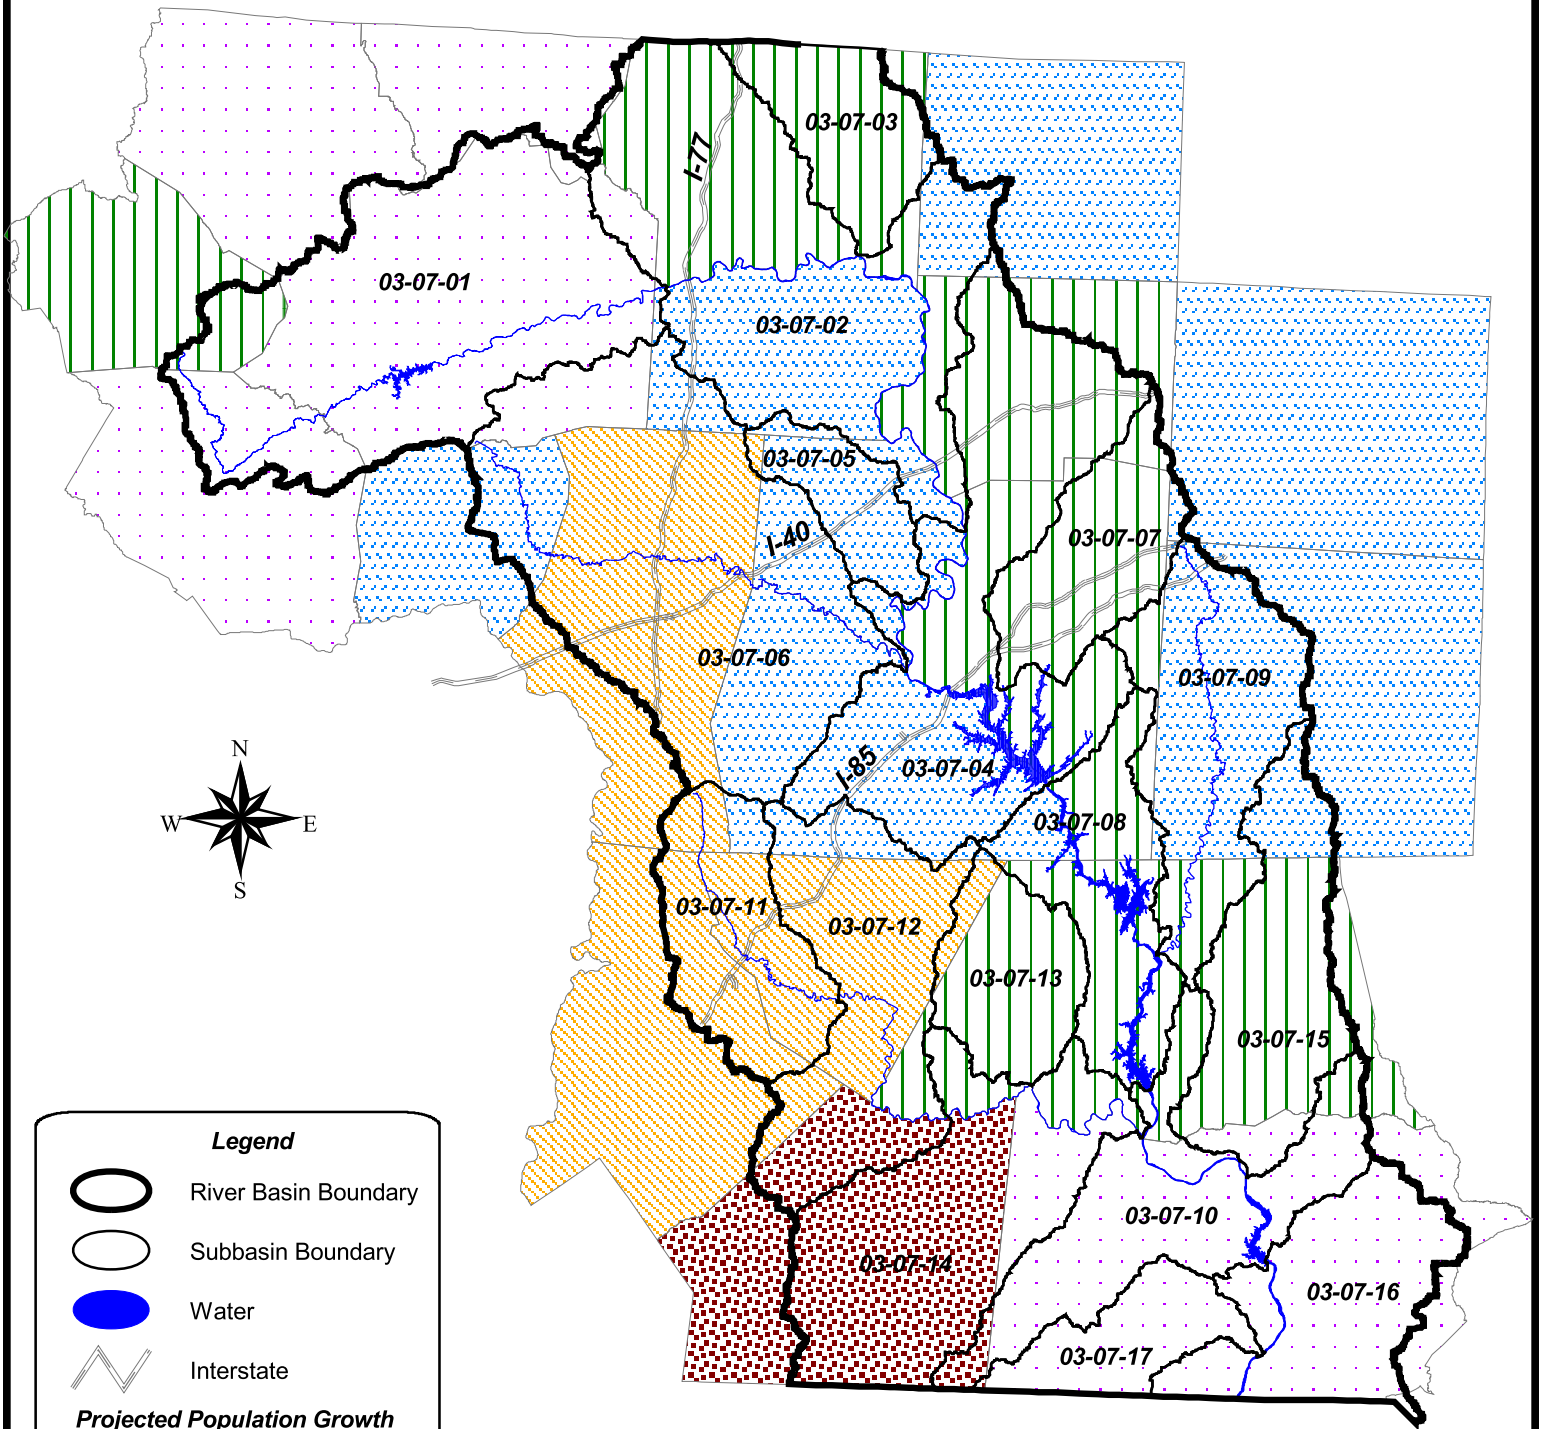 03-07-03
I-77
03-07-01
03-07-02
03-07-05
I-40
03-07-07
03-07-06
03-07-09
N
W E
S
I-85
03-07-04
03-07-08
03-07-11
03-07-12
03-07-13
03-07-15
03-07-10
03-07-14
03-07-16
03-07-17
Legend
River Basin Boundary
Subbasin Boundary
Water
Interstate
Projected Population Growth